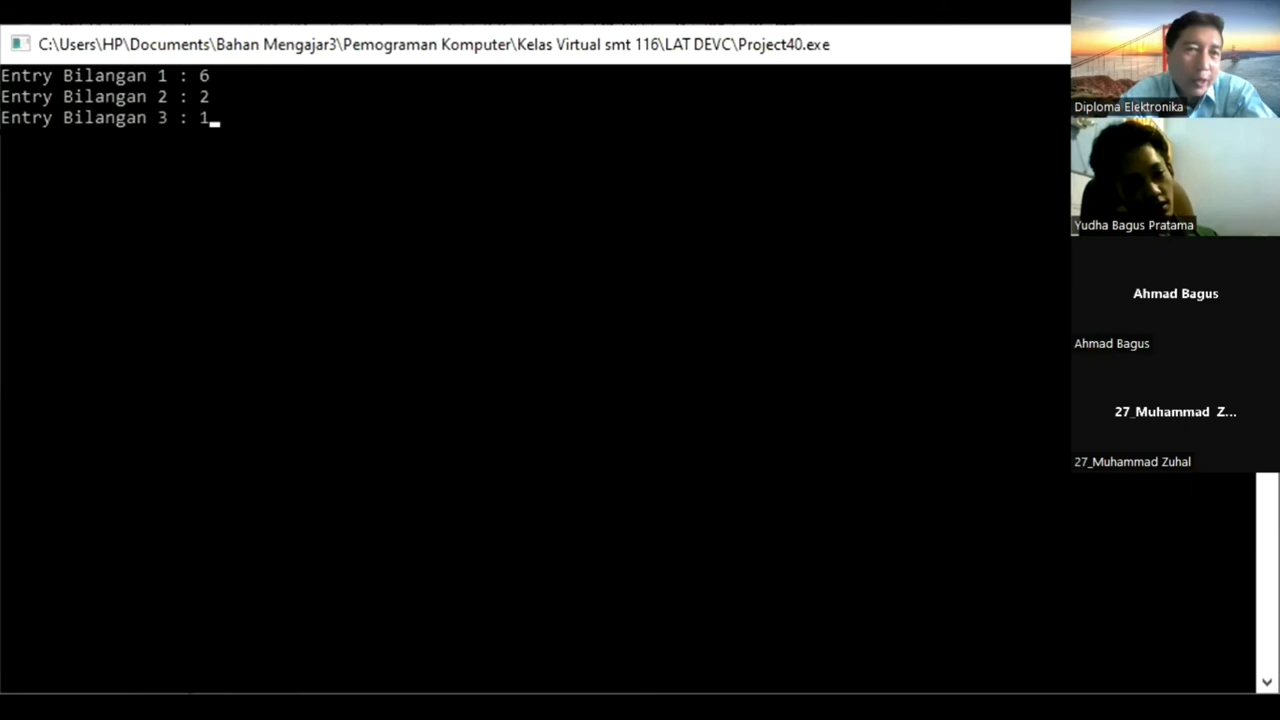 C:\Users\HP\Documents\Bahan Mengajar3\Pemograman Komputer\Kelas Virtual smt 116\LAT DEVC\Project40.exe
Entry Bilangan 1 : 6
Entry Bilangan 2 : 2
Entry Bilangan 3 : 1
Diploma Elektronika
Yudha Bagus Pratama
Ahmad Bagus
Ahmad Bagus
27_Muhammad Z...
27_Muhammad Zuhal